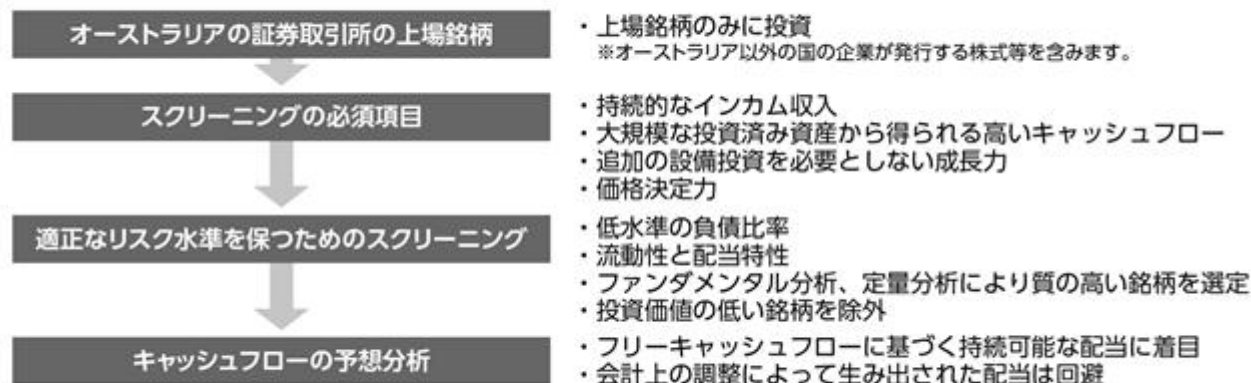 オーストラリアの証券取引所の上場銘柄
・上場銘柄のみに投資
※オーストラリア以外の国の企業が発行する株式等を含みます。
スクリーニングの必須項目
・持続的なインカム収入
・大規模な投資済み資産から得られる高いキャッシュフロー
・追加の設備投資を必要としない成長力
・価格決定力
適正なリスク水準を保つためのスクリーニング
・低水準の負債比率
・流動性と配当特性
・ファンダメンタル分析、定量分析により質の高い銘柄を選定
・投資価値の低い銘柄を除外
キャッシュフローの予想分析
・フリーキャッシュフローに基づく持続可能な配当に着目
・会計上の調整によって生み出された配当は回避